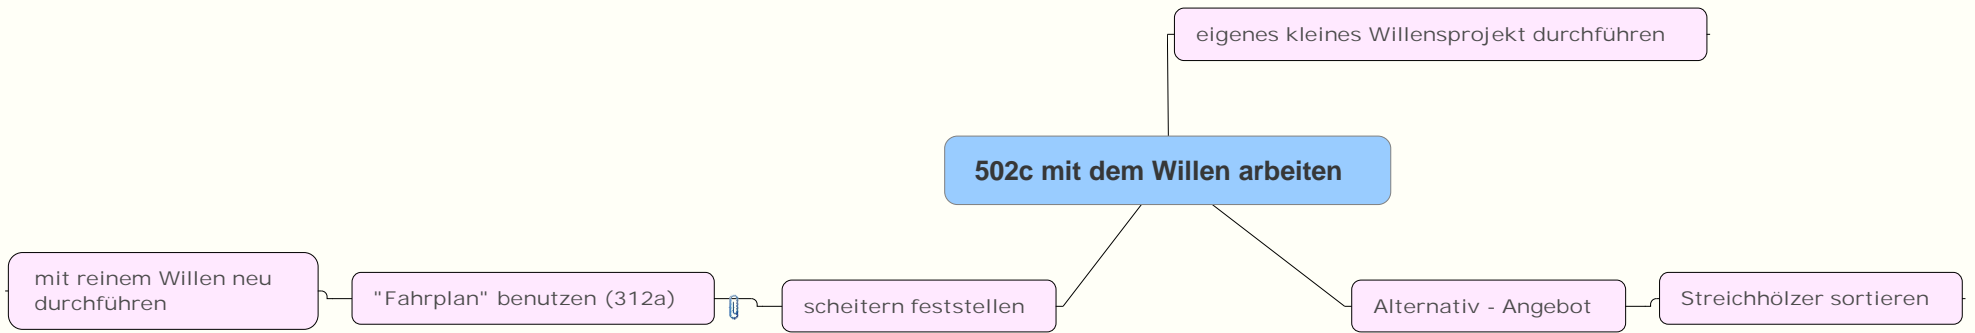 eigenes kleines Willensprojekt durchführen
502c mit dem Willen arbeiten
mit reinem Willen neu
durchführen
"Fahrplan" benutzen (312a)
scheitern feststellen
Alternativ - Angebot
Streichhölzer sortieren